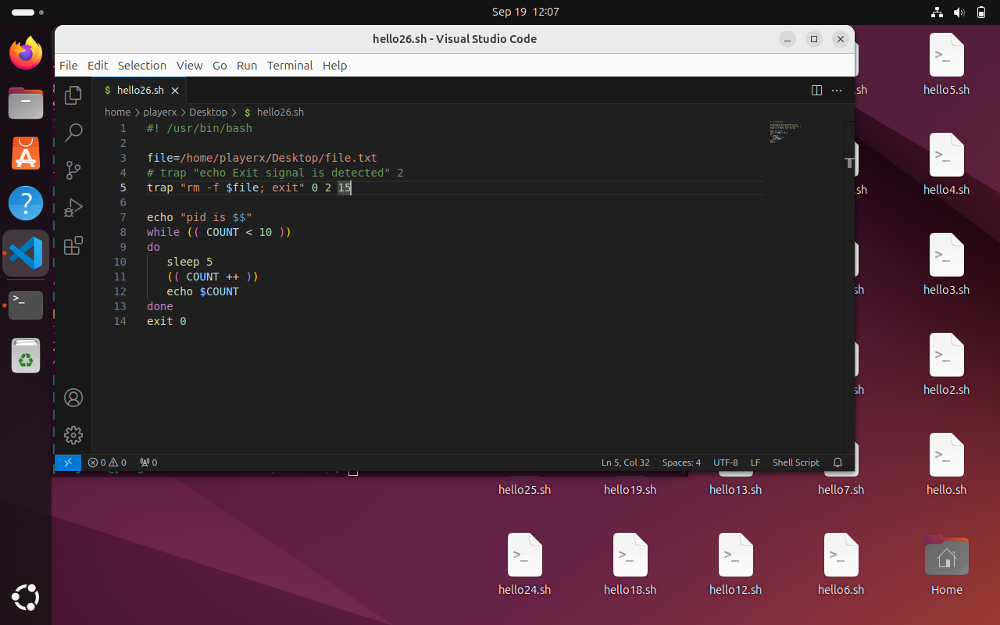 Sep 19 12:07
hello26.sh - Visual Studio Code
File Edit Selection View Go Run Terminal Help
$ hello26.sh
home > playerx > Desktop > $ hello26.sh
1 #! /usr/bin/bash
2
3 file=/home/playerx/Desktop/file.txt
4 # trap "echo Exit signal is detected" 2
5 trap "rm -f $file; exit" 0 2 15
6
7 echo "pid is $$"
8 while (( COUNT < 10 ))
9 do
10 sleep 5
11 (( COUNT ++ ))
12 echo $COUNT
13 done
14 exit 0
0 0 0 Ln 5, Col 32 Spaces: 4 UTF-8 LF Shell Script
.sh hello5.sh
.sh hello4.sh
sh hello3.sh
sh hello2.sh
hello25.sh hello19.sh hello13.sh hello7.sh hello.sh
hello24.sh hello18.sh hello12.sh hello6.sh Home